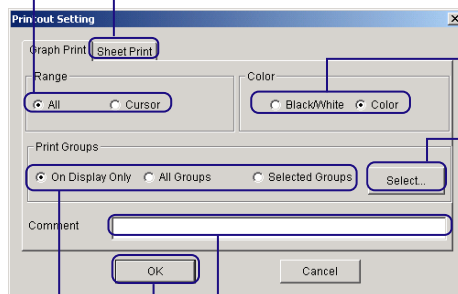 Printout Setting
Graph Print Sheet Print
Range Color
All Cursor Black/White Color
Print Groups
On Display Only All Groups Selected Groups Select...
Comment
OK Cancel